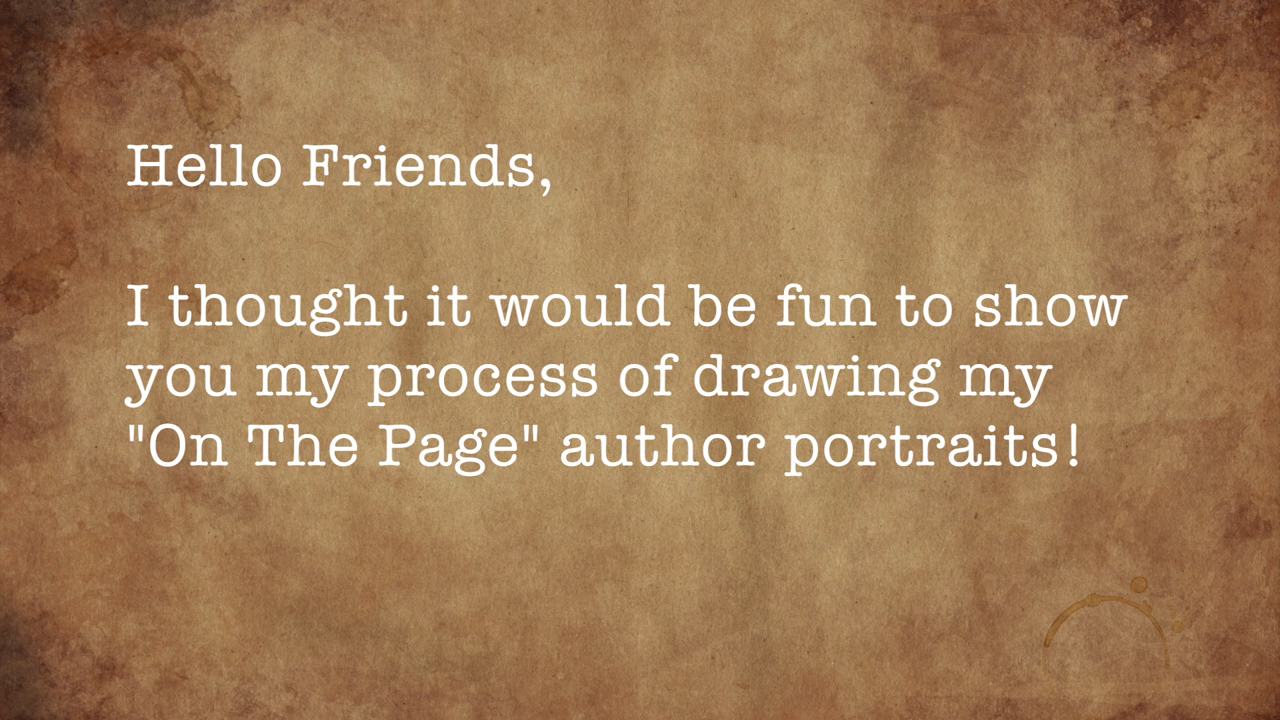 Hello Friends,
I thought it would be fun to show
you my process of drawing my
"On The Page" author portraits!